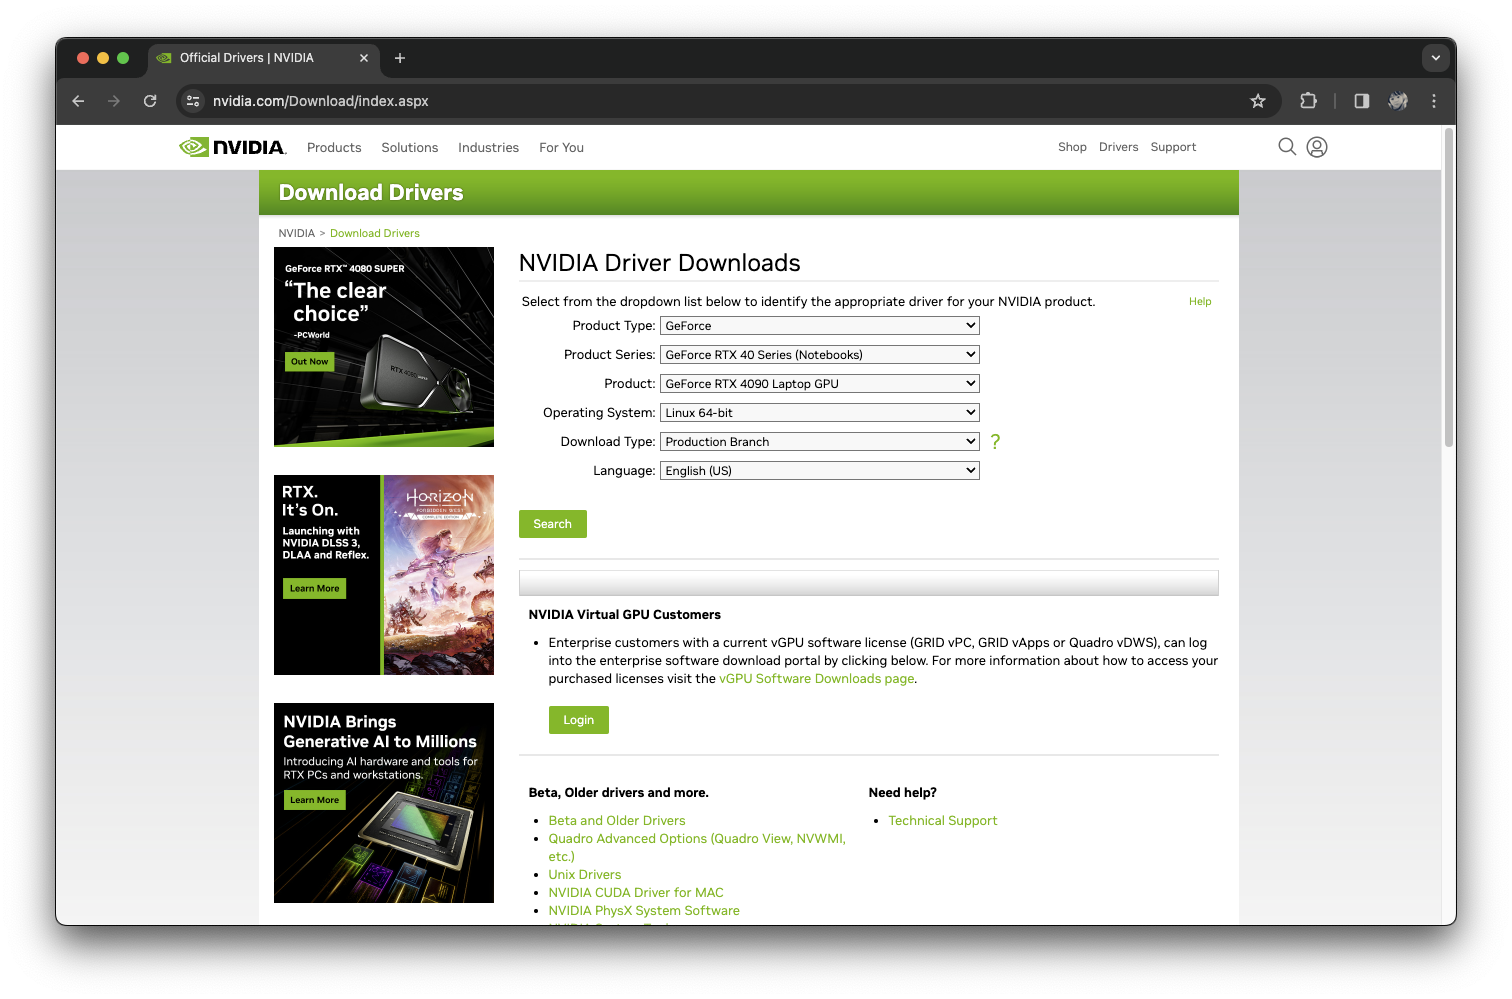 Official Drivers | NVIDIA
nvidia.com/Download/index.aspx
NVIDIA.
Products
Solutions
Industries
For You
Shop
Drivers
Support
Download Drivers
NVIDIA > Download Drivers
GeForce RTX™ 4080 SUPER
“The clear
choice”
-PCWorld
Out Now
RTX 4080 SUPER
RTX.
It's On.
Launching with
NVIDIA DLSS 3,
DLAA and Reflex.
Learn More
HORIZON
FORBIDDEN WEST
COMPLETE EDITION
NVIDIA Brings
Generative AI to Millions
Introducing AI hardware and tools for
RTX PCs and workstations.
Learn More
NVIDIA Driver Downloads
Select from the dropdown list below to identify the appropriate driver for your NVIDIA product.
Help
Product Type: GeForce
Product Series: GeForce RTX 40 Series (Notebooks)
Product: GeForce RTX 4090 Laptop GPU
Operating System: Linux 64-bit
Download Type: Production Branch ?
Language: English (US)
Search
NVIDIA Virtual GPU Customers
• Enterprise customers with a current vGPU software license (GRID vPC, GRID vApps or Quadro vDWS), can log
into the enterprise software download portal by clicking below. For more information about how to access your
purchased licenses visit the vGPU Software Downloads page.
Login
Beta, Older drivers and more.
• Beta and Older Drivers
• Quadro Advanced Options (Quadro View, NVWMI,
etc.)
• Unix Drivers
• NVIDIA CUDA Driver for MAC
• NVIDIA PhysX System Software
Need help?
• Technical Support